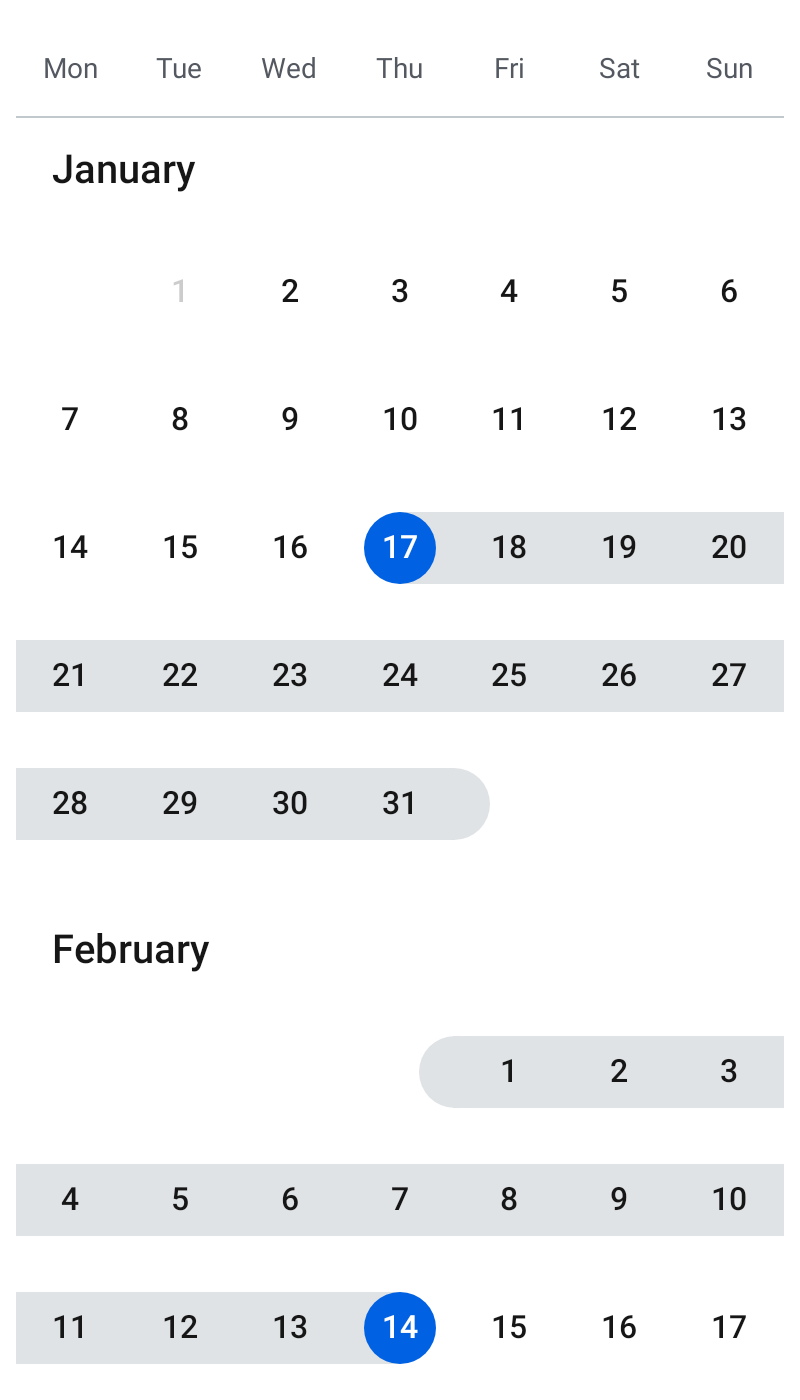 Mon Tue Wed Thu Fri Sat Sun
January
1 2 3 4 5 6
7 8 9 10 11 12 13
14 15 16 17 18 19 20
21 22 23 24 25 26 27
28 29 30 31
February
1 2 3
4 5 6 7 8 9 10
11 12 13 14 15 16 17